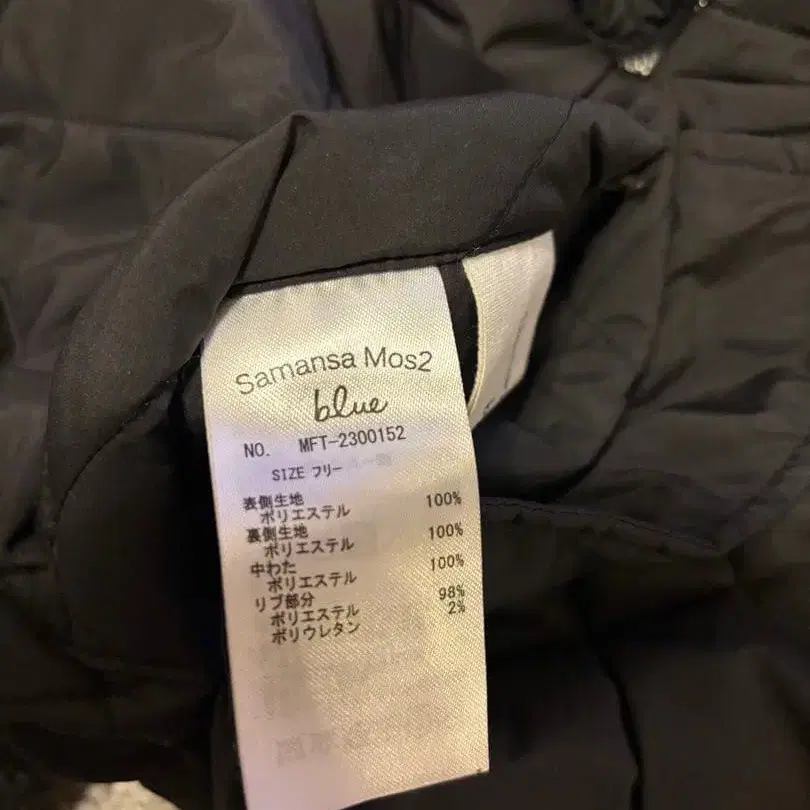 Samansa Mos2
blue
NO. MFT-2300152
SIZE フリー
表側生地
ポリエステル 100%
裏側生地
ポリエステル 100%
中わた
ポリエステル 100%
リブ部分
ポリエステル 98%
ポリウレタン 2%